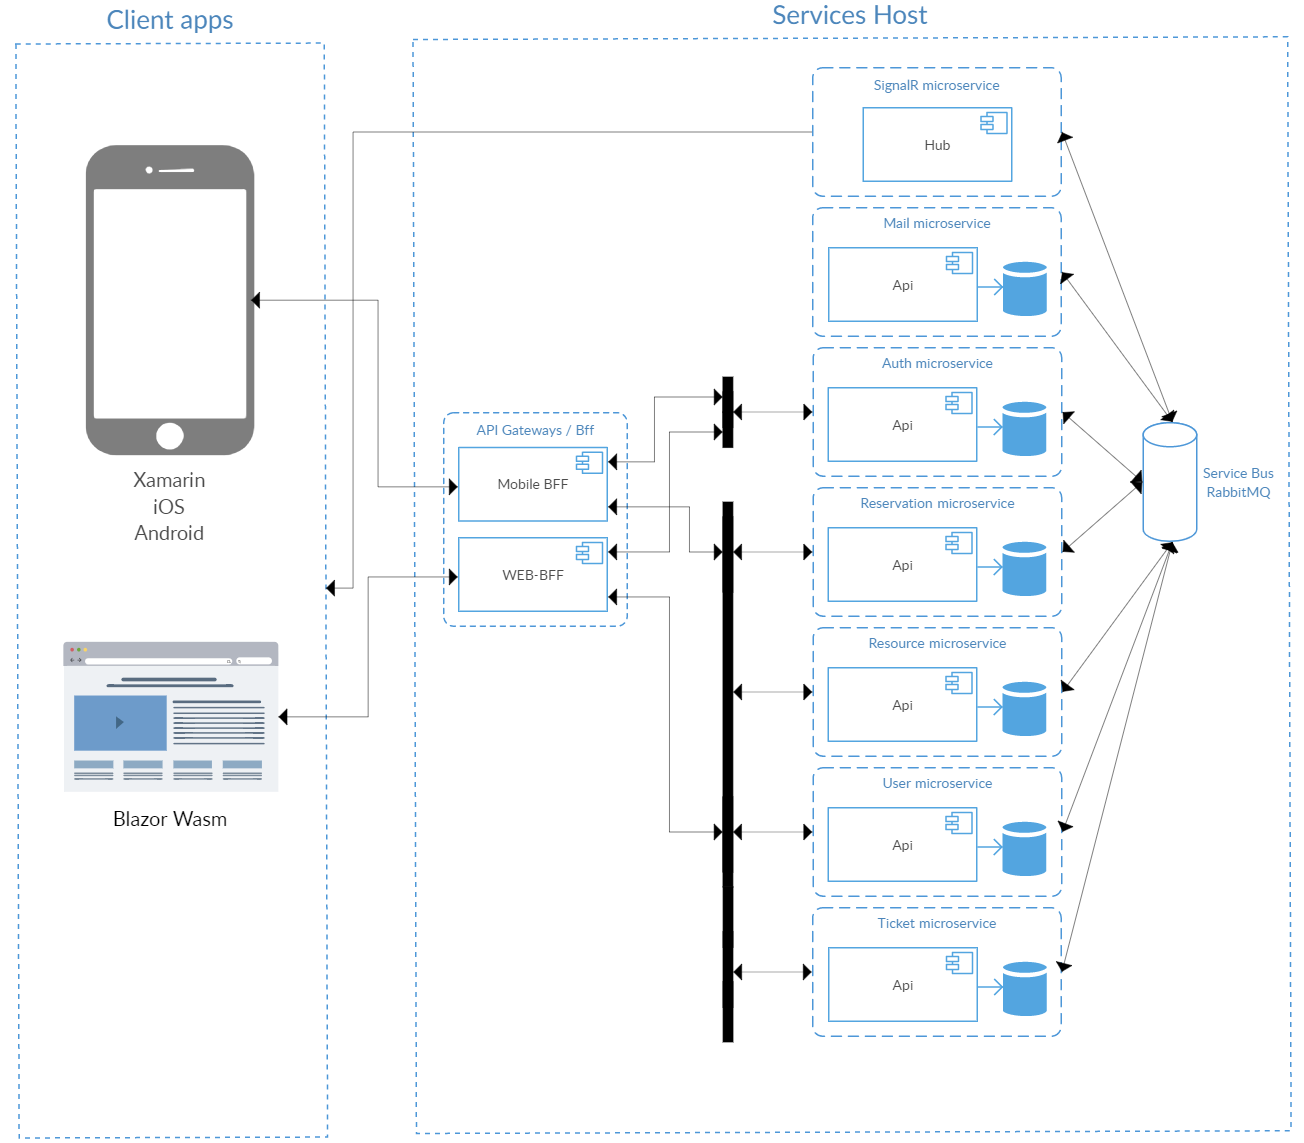 Client apps
Services Host
SignalR microservice
Hub
Mail microservice
Api
Auth microservice
Api
API Gateways / Bff
Mobile BFF
WEB-BFF
Xamarin
iOS
Android
Service Bus
RabbitMQ
Reservation microservice
Api
Resource microservice
Api
Blazor Wasm
User microservice
Api
Ticket microservice
Api